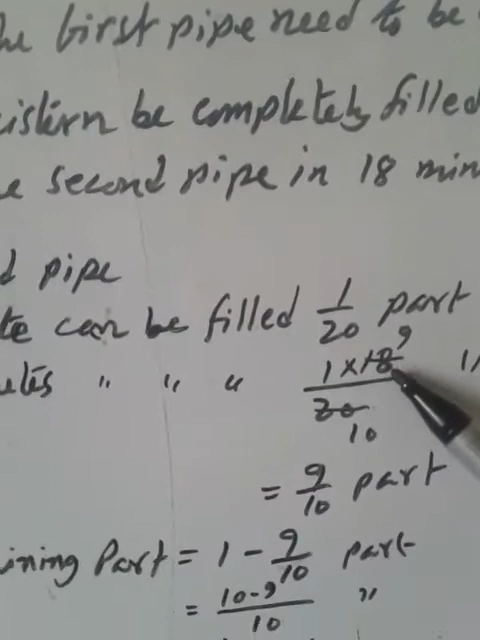 he first pipe need to be
istern be completely filled
e second pipe in 18 min
d pipe
te can be filled 1/20 part
utes " " " 1×18/20 9 10 "
= 9/10 part
ining Part = 1 - 9/10 part
= 10-9/10 "